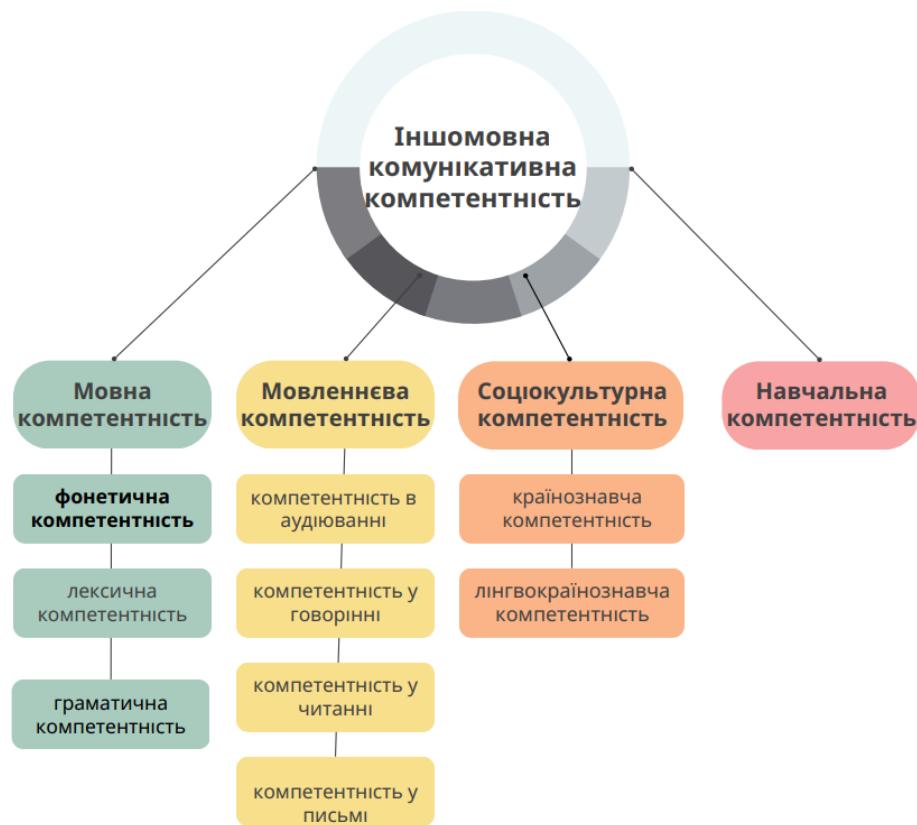 Іншомовна
комунікативна
компетентність
Мовна
компетентність
фонетична
компетентність
лексична
компетентність
граматична
компетентність
Мовленнєва
компетентність
компетентність в
аудіюванні
компетентність у
говорінні
компетентність у
читанні
компетентність у
письмі
Соціокультурна
компетентність
країнознавча
компетентність
лінгвокраїнознавча
компетентність
Навчальна
компетентність